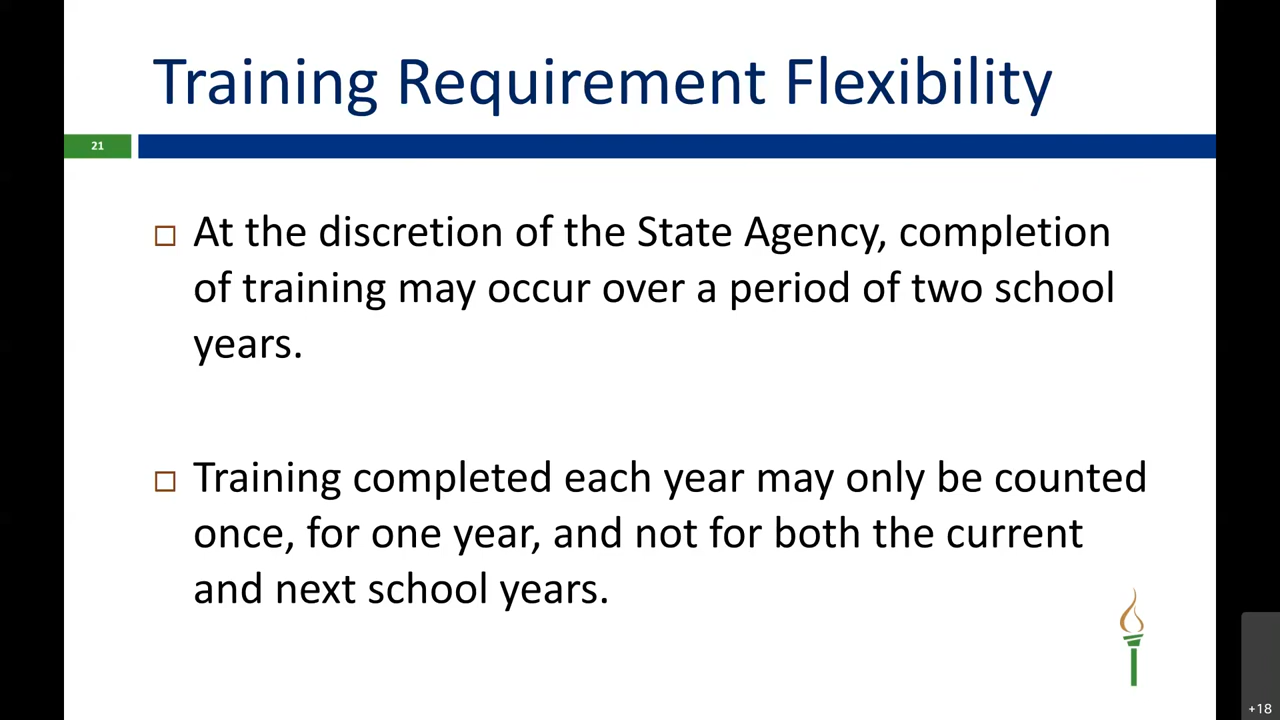 Training Requirement Flexibility
21
At the discretion of the State Agency, completion
of training may occur over a period of two school
years.
Training completed each year may only be counted
once, for one year, and not for both the current
and next school years.
+18